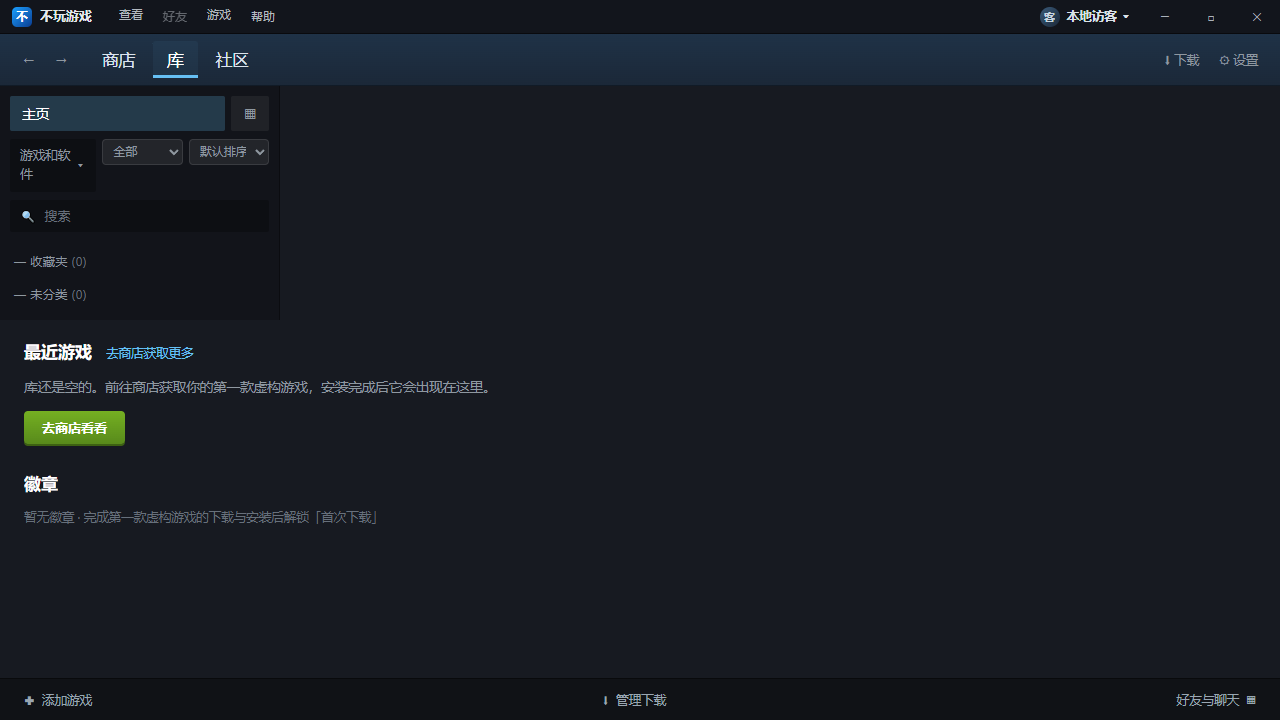 不 不玩游戏 查看 好友 游戏 帮助 客 本地访客
← → 商店 库 社区 下载 设置
主页
游戏和软件 全部 默认排序
搜索
— 收藏夹 (0)
— 未分类 (0)
最近游戏 去商店获取更多
库还是空的。前往商店获取你的第一款虚构游戏，安装完成后它会出现在这里。
去商店看看
徽章
暂无徽章 · 完成第一款虚构游戏的下载与安装后解锁「首次下载」
添加游戏 管理下载 好友与聊天